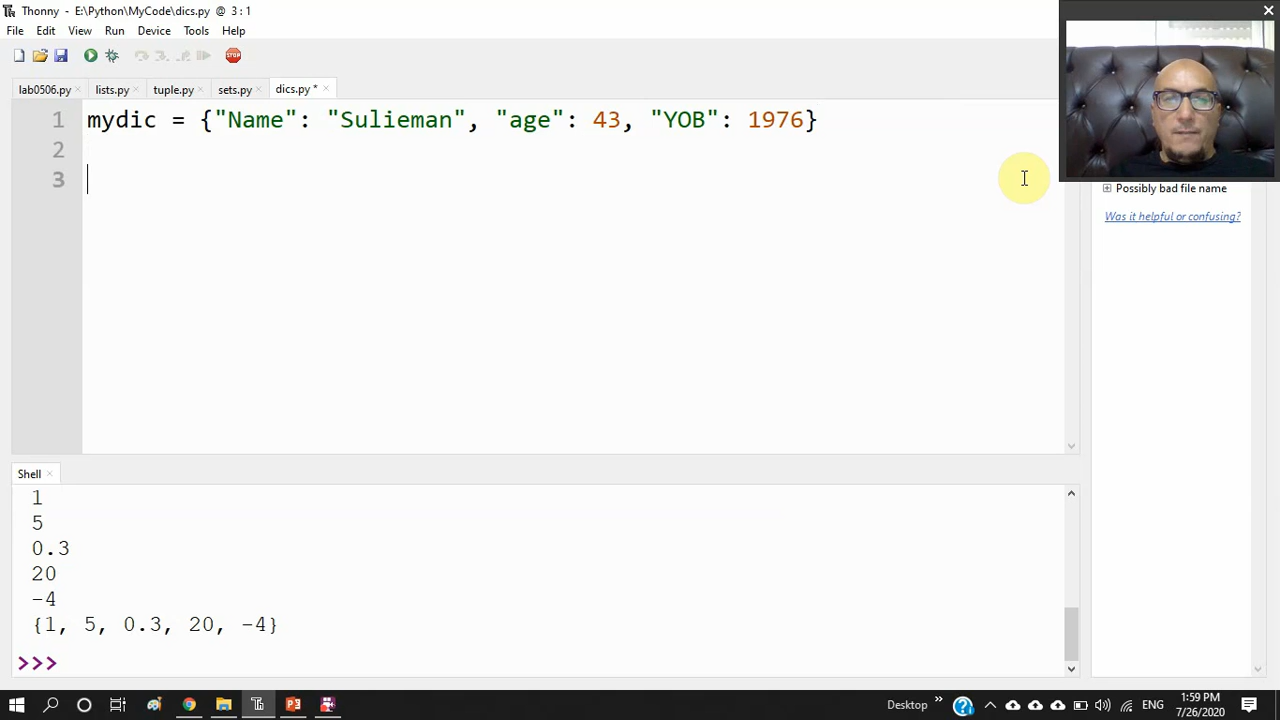 Thonny - E:\Python\MyCode\dics.py @ 3 : 1
File Edit View Run Device Tools Help
STOP
lab0506.py × lists.py × tuple.py × sets.py × dics.py * ×
1 mydic = {"Name": "Sulieman", "age": 43, "YOB": 1976}
2
3
Possibly bad file name
Was it helpful or confusing?
Shell ×
1
5
0.3
20
-4
{1, 5, 0.3, 20, -4}
>>>
Desktop » ENG 1:59 PM
7/26/2020